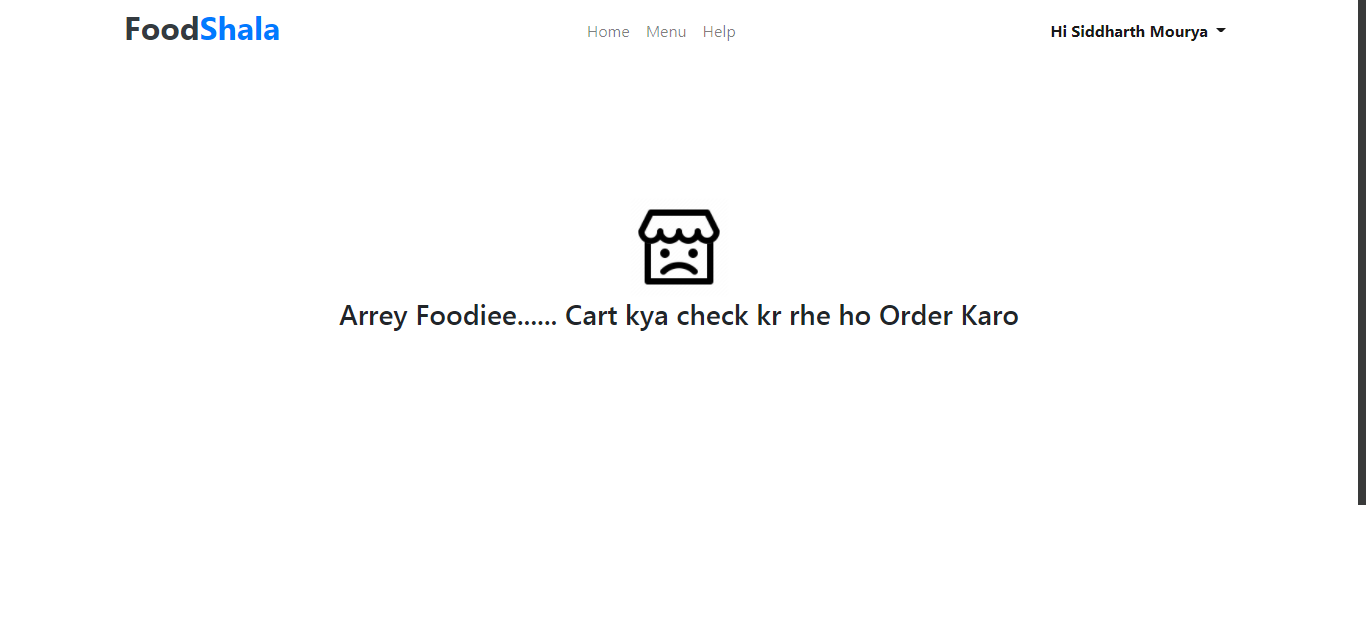 FoodShala
Home Menu Help
Hi Siddharth Mourya
Arrey Foodiee...... Cart kya check kr rhe ho Order Karo